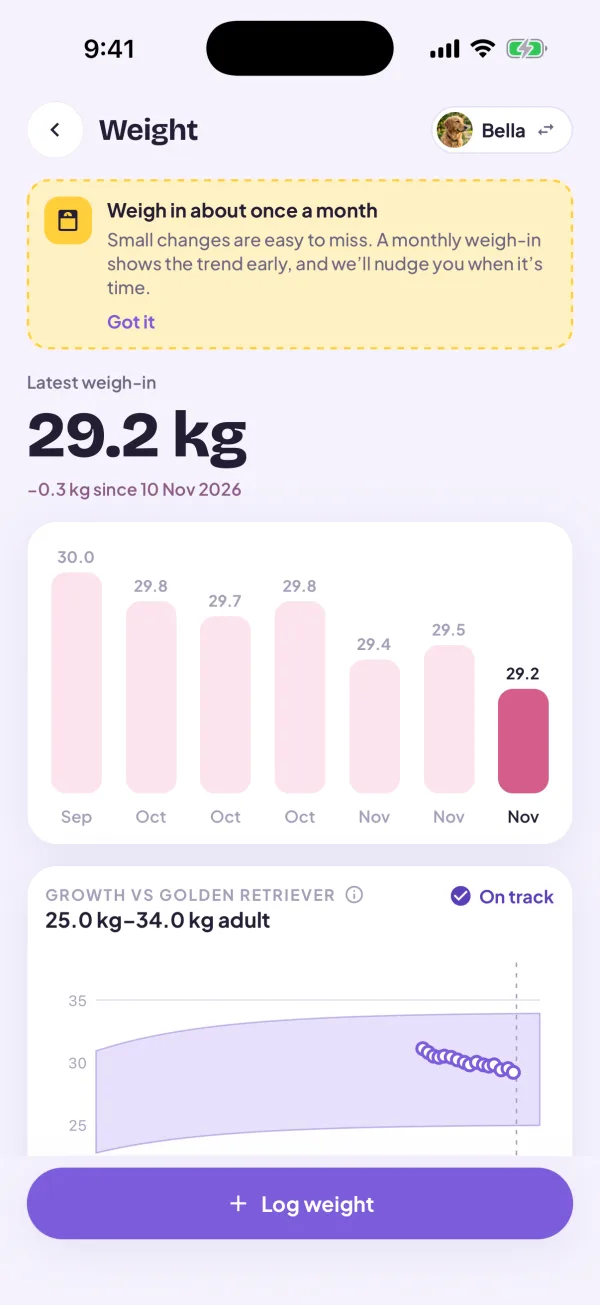 9:41
Weight
Bella
Weigh in about once a month
Small changes are easy to miss. A monthly weigh-in
shows the trend early, and we’ll nudge you when it’s
time.
Got it
Latest weigh-in
29.2 kg
−0.3 kg since 10 Nov 2026
30.0
29.8
29.7
29.8
29.4
29.5
29.2
Sep
Oct
Oct
Oct
Nov
Nov
Nov
GROWTH VS GOLDEN RETRIEVER
On track
25.0 kg–34.0 kg adult
35
30
25
+ Log weight